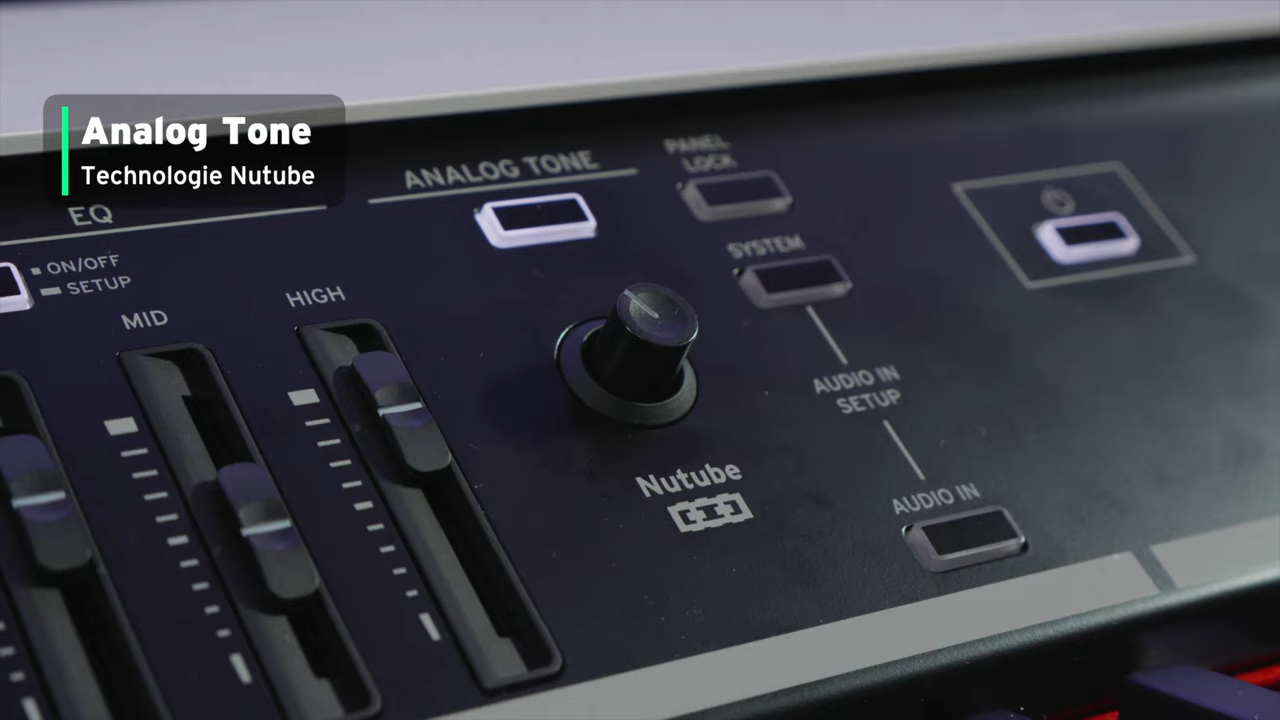 Analog Tone
Technologie Nutube
EQ
ON/OFF
SETUP
MID
HIGH
ANALOG TONE
PANEL
LOCK
SYSTEM
AUDIO IN
SETUP
Nutube
AUDIO IN